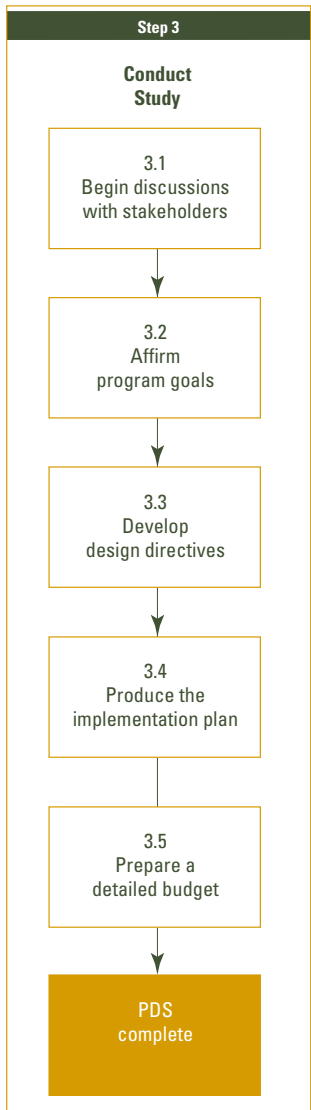 Step 3
Conduct
Study
3.1
Begin discussions
with stakeholders
3.2
Affirm
program goals
3.3
Develop
design directives
3.4
Produce the
implementation plan
3.5
Prepare a
detailed budget
PDS
complete